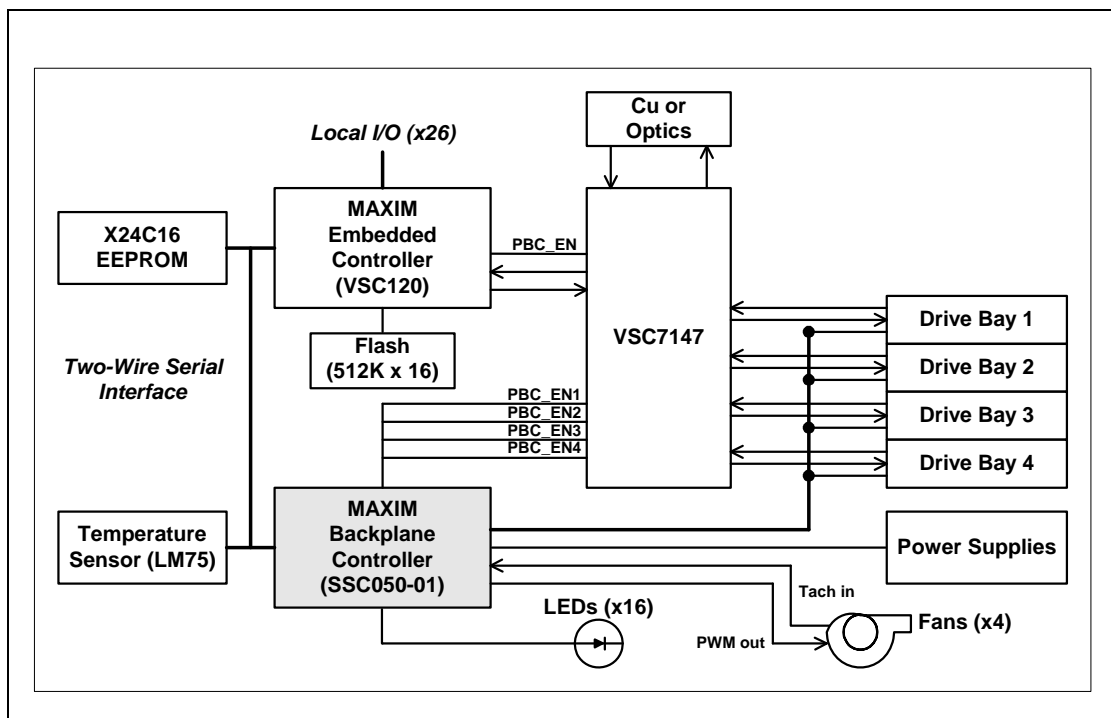 Cu or
Optics
Local I/O (x26)
MAXIM
Embedded
Controller
(VSC120)
X24C16
EEPROM
PBC_EN
VSC7147
Drive Bay 1
Drive Bay 2
Drive Bay 3
Drive Bay 4
Flash
(512K x 16)
Two-Wire Serial
Interface
PBC_EN1
PBC_EN2
PBC_EN3
PBC_EN4
MAXIM
Backplane
Controller
(SSC050-01)
Temperature
Sensor (LM75)
Power Supplies
Tach in
LEDs (x16)
Fans (x4)
PWM out